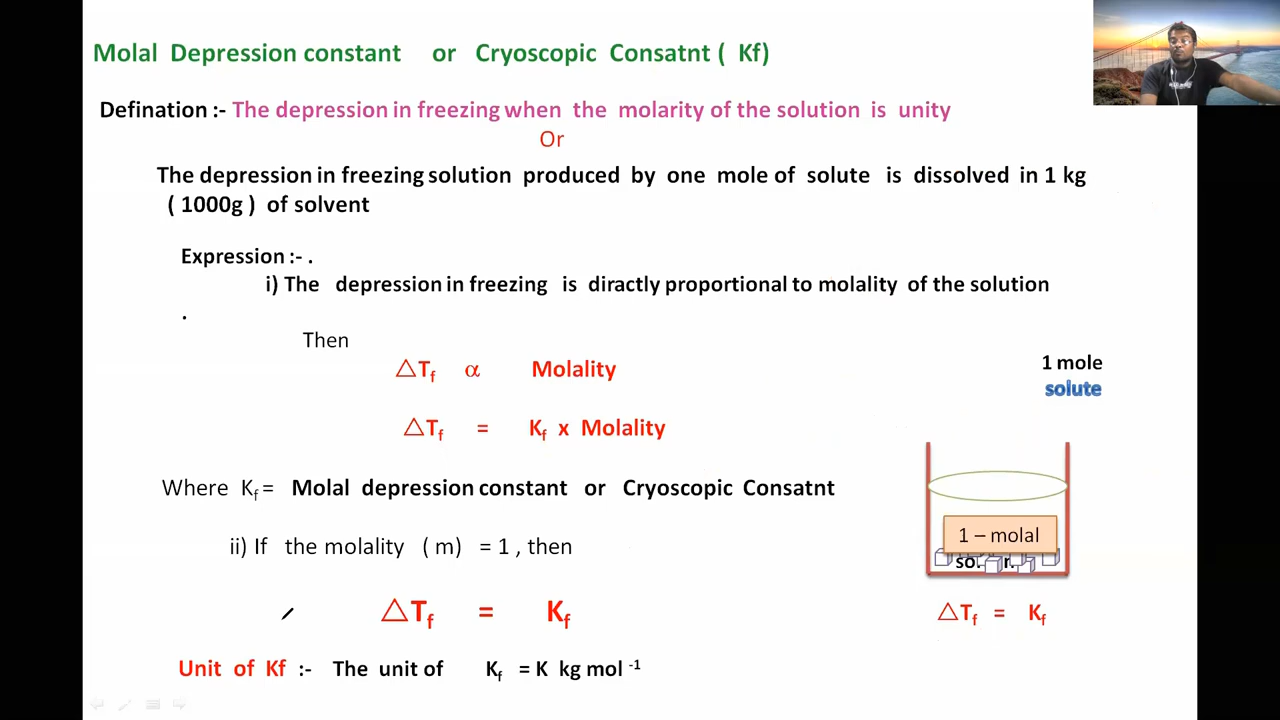 Molal Depression constant or Cryoscopic Consatnt ( Kf)
Defination :- The depression in freezing when the molarity of the solution is unity
Or
The depression in freezing solution produced by one mole of solute is dissolved in 1 kg
( 1000g ) of solvent
Expression :- .
i) The depression in freezing is diractly proportional to molality of the solution
.
Then
△Tf α Molality
△Tf = Kf x Molality
Where Kf = Molal depression constant or Cryoscopic Consatnt
ii) If the molality ( m) = 1 , then
△Tf = Kf
Unit of Kf :- The unit of Kf = K kg mol -1
1 mole
solute
1 – molal
△Tf = Kf